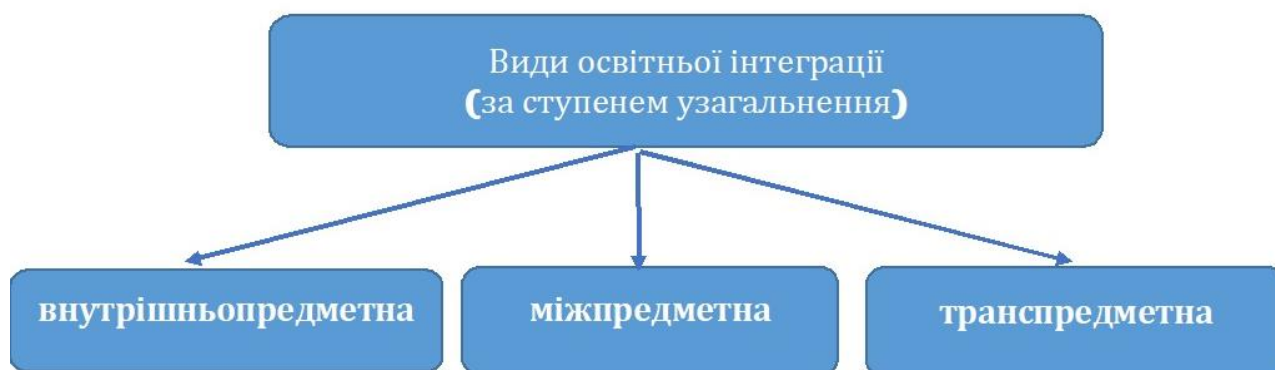 Види освітньої інтеграції
(за ступенем узагальнення)
внутрішньопредметна
міжпредметна
транспредметна